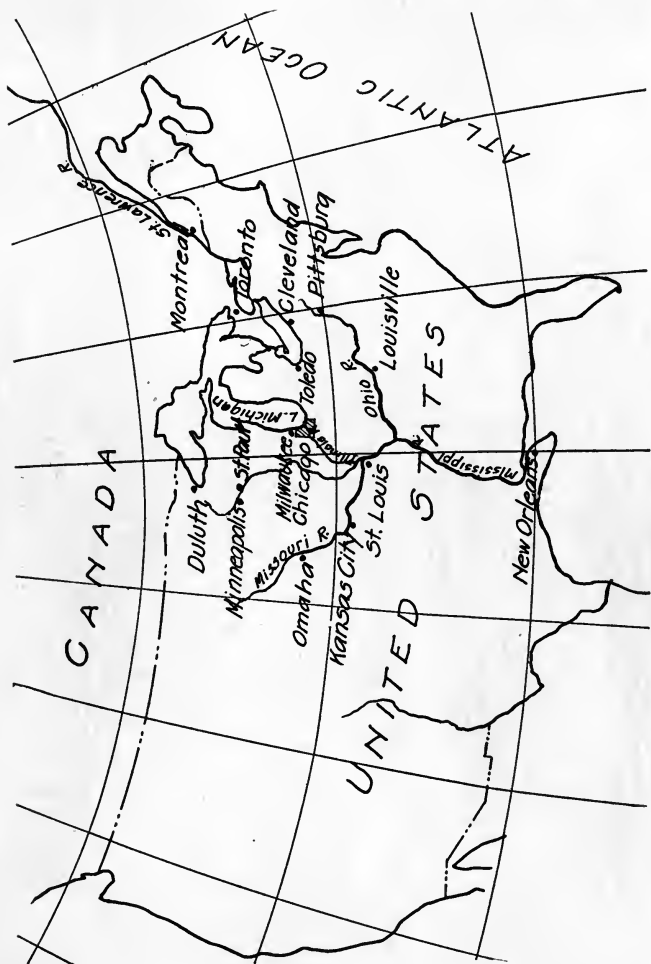 CANADA
UNITED STATES
ATLANTIC OCEAN
St. Lawrence R.
Montreal
Toronto
Cleveland
Pittsburg
Toledo
L. Michigan
Louisville
Ohio R.
Duluth
St. Paul
Minneapolis
Milwaukee
Chicago
Missouri R.
Omaha
Kansas City
St. Louis
Mississippi
New Orleans